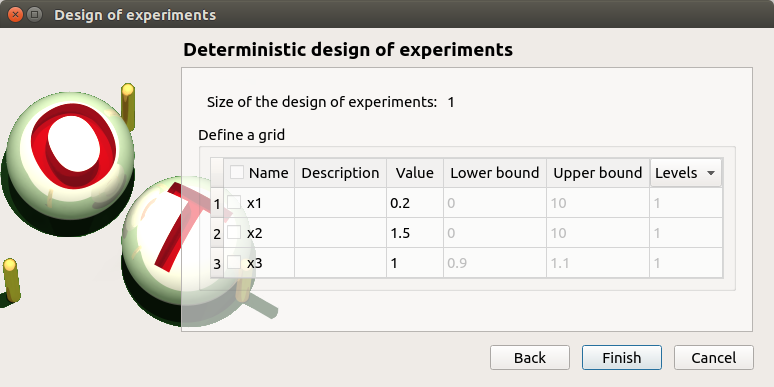 Design of experiments
Deterministic design of experiments
Size of the design of experiments: 1
Define a grid
Name Description Value Lower bound Upper bound Levels
1 x1 0.2 0 10 1
2 x2 1.5 0 10 1
3 x3 1 0.9 1.1 1
Back Finish Cancel
O
T